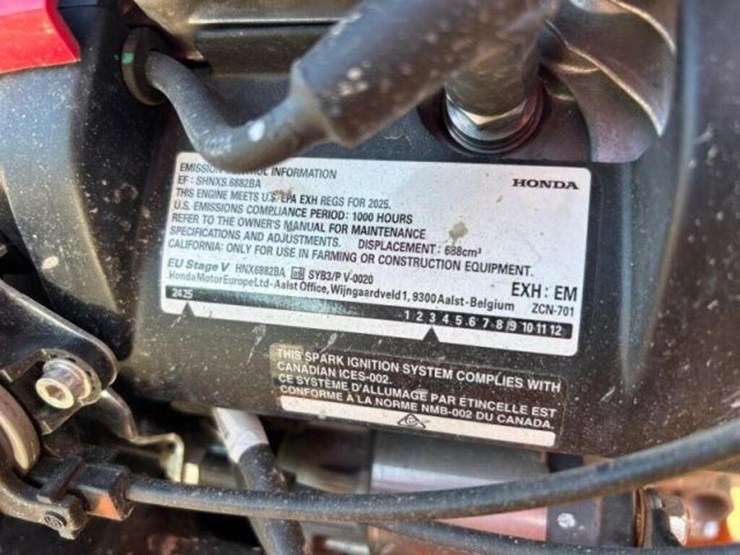 EMISSION CONTROL INFORMATION
HONDA
EF : SHNXS.6882BA
THIS ENGINE MEETS U.S. EPA EXH REGS FOR 2025.
U.S. EMISSIONS COMPLIANCE PERIOD: 1000 HOURS
REFER TO THE OWNER'S MANUAL FOR MAINTENANCE
SPECIFICATIONS AND ADJUSTMENTS. DISPLACEMENT : 688cm³
CALIFORNIA: ONLY FOR USE IN FARMING OR CONSTRUCTION EQUIPMENT.
EU Stage V HNX6882BA SYB3/P V-0020
EXH : EM
Honda Motor Europe Ltd - Aalst Office, Wijngaardveld 1, 9300 Aalst - Belgium ZCN-701
24 25 1 2 3 4 5 6 7 8 9 10 11 12
THIS SPARK IGNITION SYSTEM COMPLIES WITH
CANADIAN ICES-002.
CE SYSTÈME D'ALLUMAGE PAR ÉTINCELLE EST
CONFORME À LA NORME NMB-002 DU CANADA.